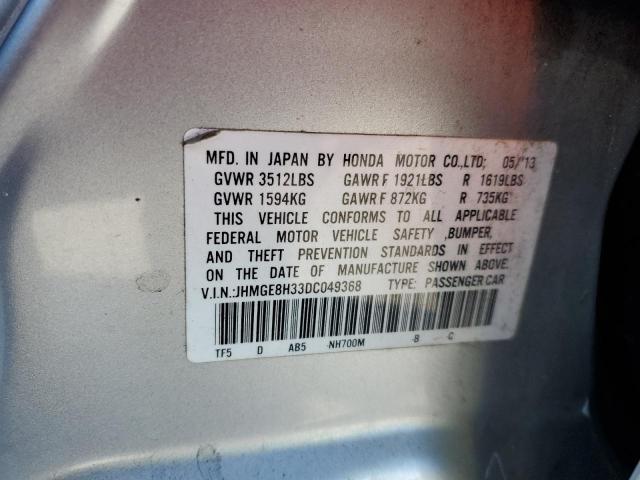 MFD. IN JAPAN BY HONDA MOTOR CO.,LTD; 05/'13
GVWR 3512LBS GAWR F 1921LBS R 1619LBS
GVWR 1594KG GAWR F 872KG R 735KG
THIS VEHICLE CONFORMS TO ALL APPLICABLE
FEDERAL MOTOR VEHICLE SAFETY ,BUMPER,
AND THEFT PREVENTION STANDARDS IN EFFECT
ON THE DATE OF MANUFACTURE SHOWN ABOVE.
V.I.N.:JHMGE8H33DC049368 TYPE: PASSENGER CAR
TF5 D AB5 NH700M B C